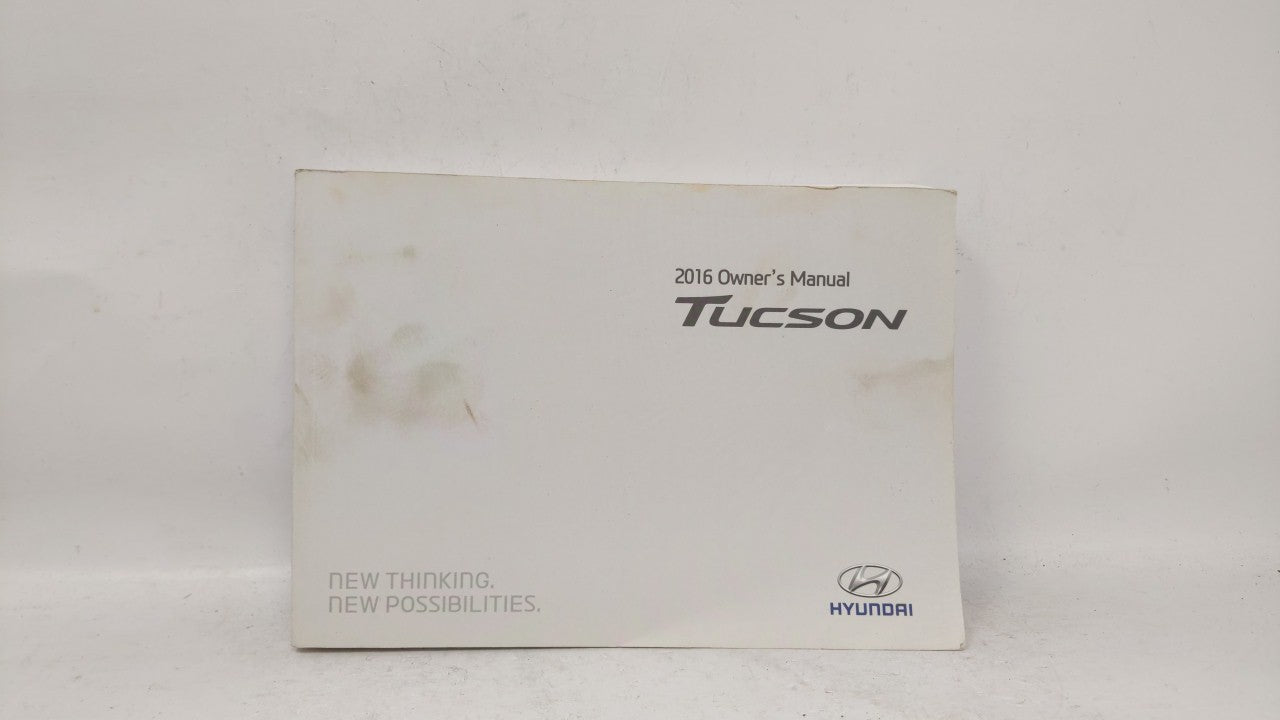 2016 Owner's Manual
TUCSON
NEW THINKING.
NEW POSSIBILITIES.
HYUNDAI